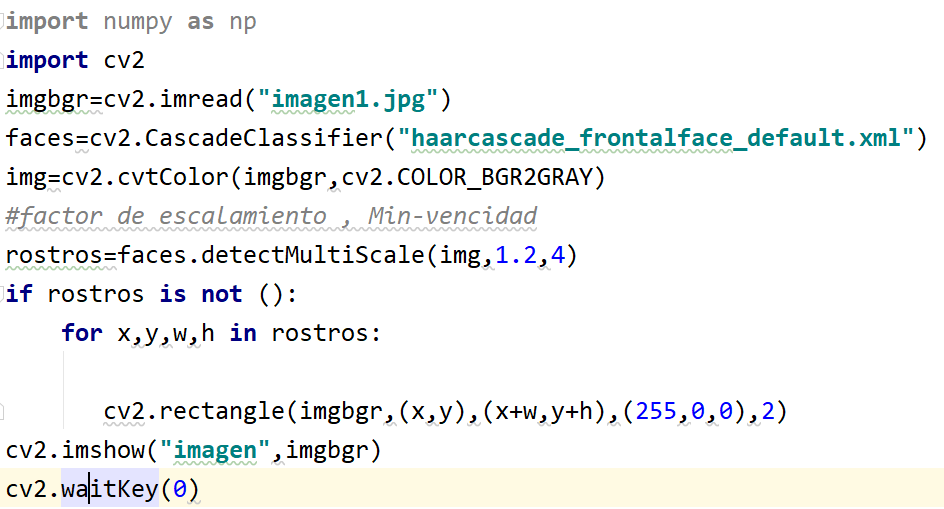 import numpy as np
import cv2
imgbgr=cv2.imread("imagen1.jpg")
faces=cv2.CascadeClassifier("haarcascade_frontalface_default.xml")
img=cv2.cvtColor(imgbgr,cv2.COLOR_BGR2GRAY)
#factor de escalamiento , Min-vencidad
rostros=faces.detectMultiScale(img,1.2,4)
if rostros is not ():
    for x,y,w,h in rostros:
       cv2.rectangle(imgbgr,(x,y),(x+w,y+h),(255,0,0),2)
cv2.imshow("imagen",imgbgr)
cv2.waitKey(0)